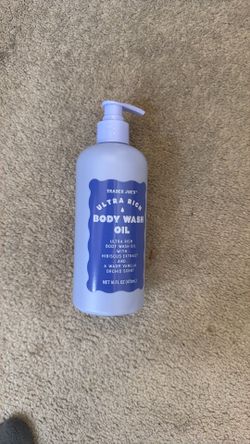 TRADER JOE'S
ULTRA RICH
&
BODY WASH
OIL
ULTRA RICH
BODY WASH OIL
WITH
HIBISCUS EXTRACT
AND
A WARM VANILLA
ORCHID SCENT
NET 16 FL OZ (473mL)